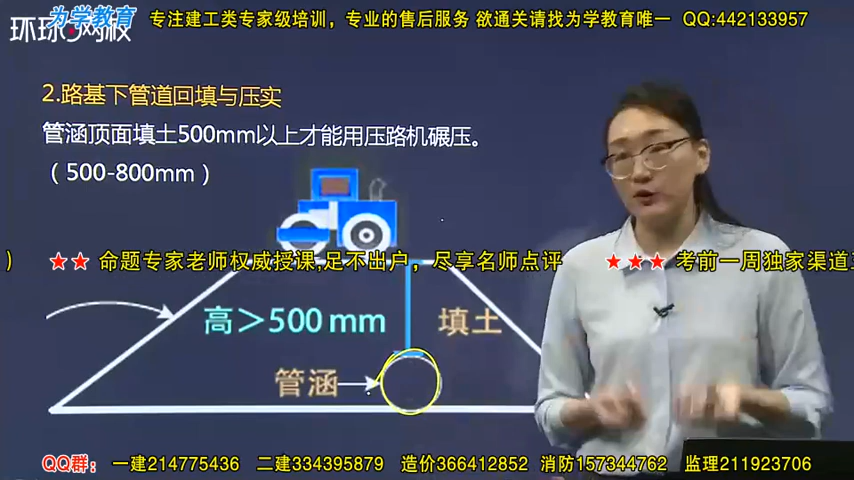 为学教育
环球网校
专注建工类专家级培训，专业的售后服务 欲通关请找为学教育唯一 QQ:442133957
2.路基下管道回填与压实
管涵顶面填土500mm以上才能用压路机碾压。
（500-800mm）
） ★★ 命题专家老师权威授课,足不出户，尽享名师点评 ★★★ 考前一周独家渠道
高＞500mm
填土
管涵
QQ群： 一建214775436 二建334395879 造价366412852 消防157344762 监理211923706